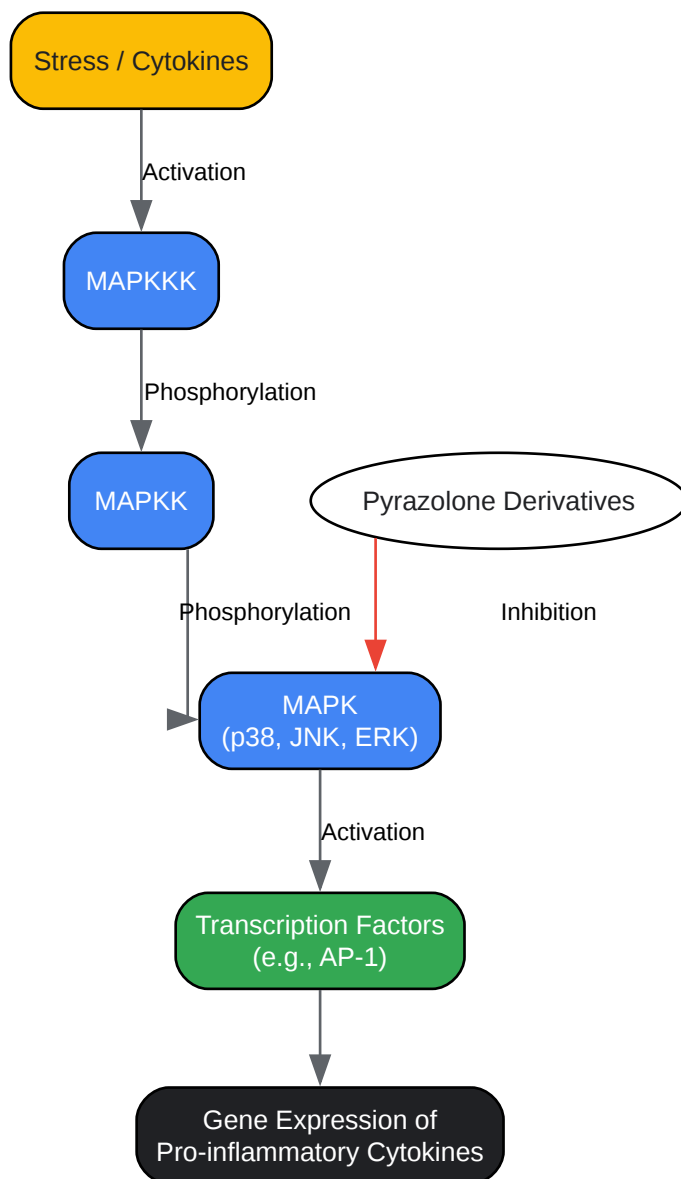 Stress / Cytokines
Activation
MAPKKK
Phosphorylation
MAPKK
Pyrazolone Derivatives
Phosphorylation
Inhibition
MAPK
(p38, JNK, ERK)
Activation
Transcription Factors
(e.g., AP-1)
Gene Expression of
Pro-inflammatory Cytokines